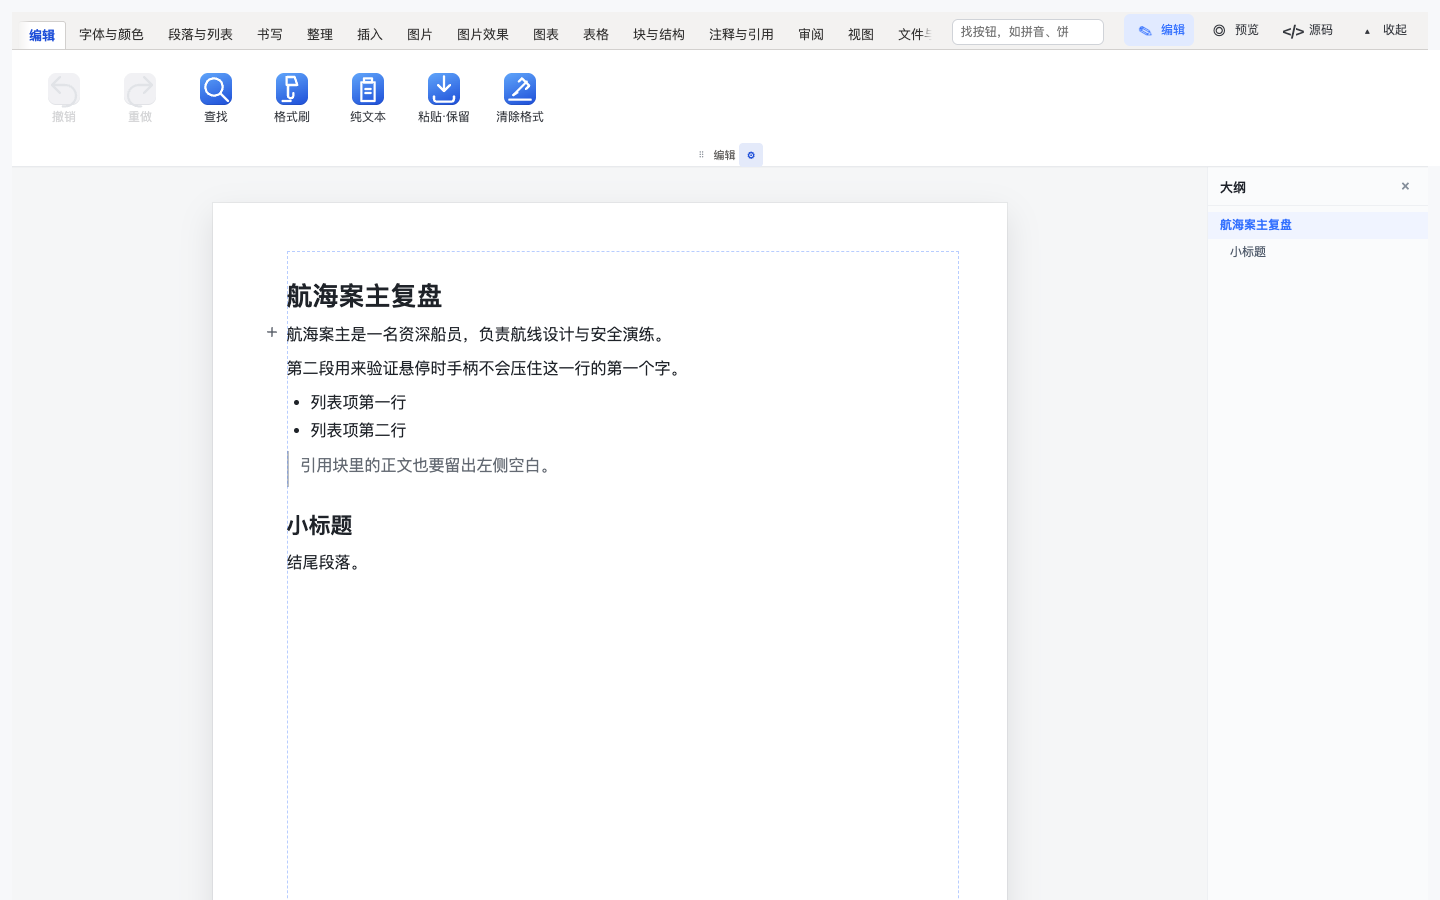 编辑 字体与颜色 段落与列表 书写 整理 插入 图片 图片效果 图表 表格 块与结构 注释与引用 审阅 视图 文件 找按钮，如拼音、饼 编辑 预览 </> 源码 收起
撤销 重做 查找 格式刷 纯文本 粘贴·保留 清除格式
编辑
大纲
航海案主复盘
小标题
航海案主复盘
航海案主是一名资深船员，负责航线设计与安全演练。
第二段用来验证悬停时手柄不会压住这一行的第一个字。
• 列表项第一行
• 列表项第二行
引用块里的正文也要留出左侧空白。
小标题
结尾段落。